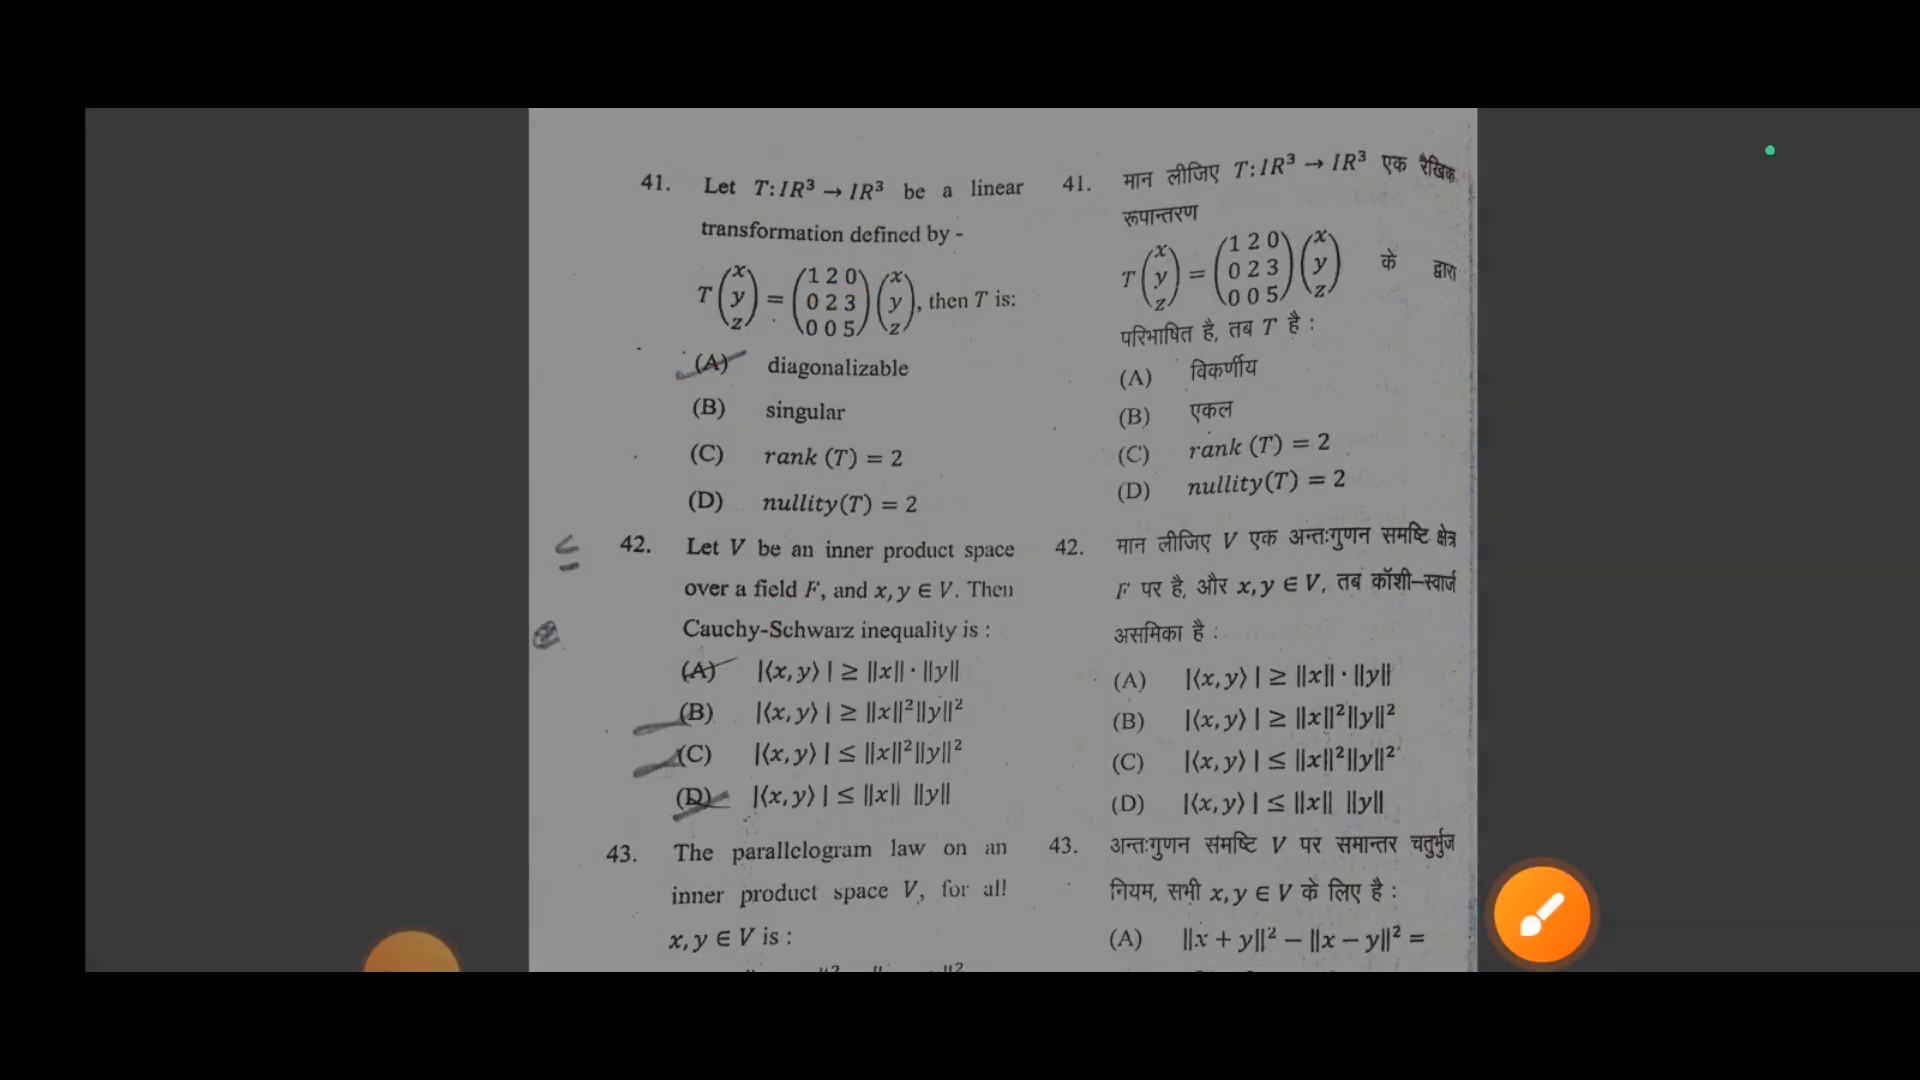 41. Let T: IR³ → IR³ be a linear
transformation defined by -
T(x y z) = (1 2 0 0 2 3 0 0 5)(x y z), then T is:
(A) diagonalizable
(B) singular
(C) rank (T) = 2
(D) nullity(T) = 2
42. Let V be an inner product space
over a field F, and x, y ∈ V. Then
Cauchy-Schwarz inequality is :
(A) |⟨x, y⟩| ≥ ||x|| · ||y||
(B) |⟨x, y⟩| ≥ ||x||²||y||²
(C) |⟨x, y⟩| ≤ ||x||²||y||²
(D) |⟨x, y⟩| ≤ ||x|| ||y||
43. The parallelogram law on an
inner product space V, for all
x, y ∈ V is :
41. मान लीजिए T: IR³ → IR³ एक रैखिक
रूपान्तरण
T(x y z) = (1 2 0 0 2 3 0 0 5)(x y z) के द्वारा
परिभाषित है, तब T है :
(A) विकर्णीय
(B) एकल
(C) rank (T) = 2
(D) nullity(T) = 2
42. मान लीजिए V एक अन्तःगुणन समष्टि क्षेत्र
F पर है, और x, y ∈ V, तब कॉशी–स्वार्ज
असमिका है :
(A) |⟨x, y⟩| ≥ ||x|| · ||y||
(B) |⟨x, y⟩| ≥ ||x||²||y||²
(C) |⟨x, y⟩| ≤ ||x||²||y||²
(D) |⟨x, y⟩| ≤ ||x|| ||y||
43. अन्तःगुणन संमष्टि V पर समान्तर चतुर्भुज
नियम, सभी x, y ∈ V के लिए है :
(A) ||x + y||² − ||x − y||² =